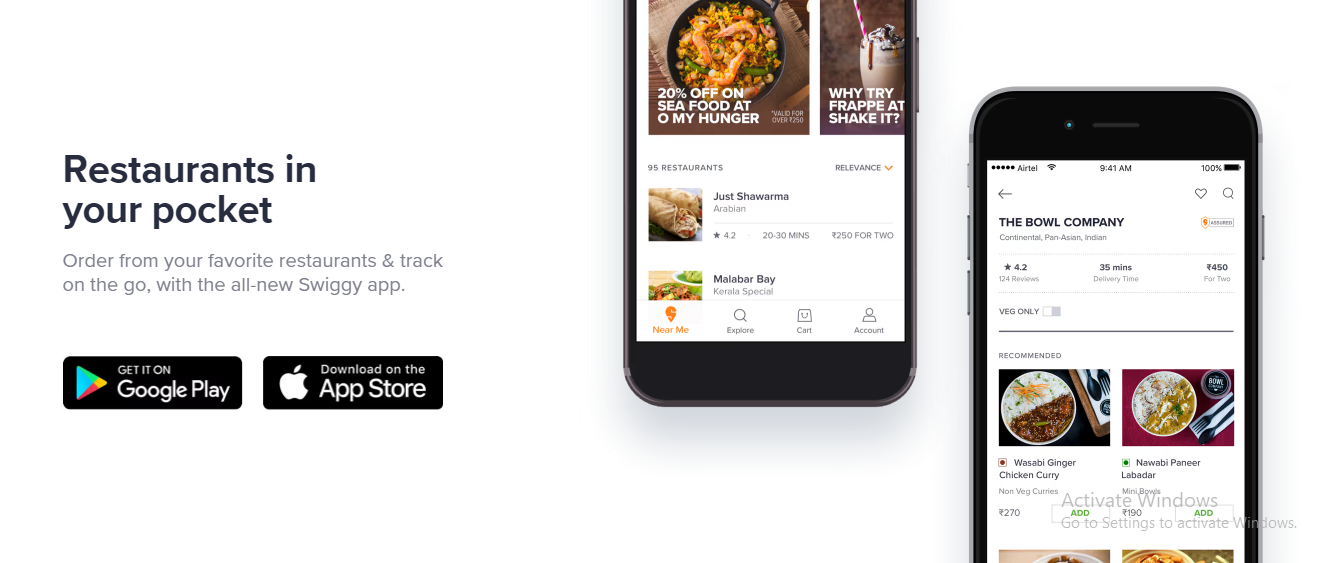 Restaurants in
your pocket
Order from your favorite restaurants & track
on the go, with the all-new Swiggy app.
GET IT ON
Google Play
Download on the
App Store
20% OFF ON
SEA FOOD AT
O MY HUNGER
*VALID FOR
OVER ₹250
WHY TRY
FRAPPE AT
SHAKE IT?
95 RESTAURANTS RELEVANCE
Just Shawarma
Arabian
★ 4.2 · 20-30 MINS ₹250 FOR TWO
Malabar Bay
Kerala Special
Near Me Explore Cart Account
Airtel 9:41 AM 100%
THE BOWL COMPANY ASSURED
Continental, Pan-Asian, Indian
★ 4.2 35 mins ₹450
124 Reviews Delivery Time For Two
VEG ONLY
RECOMMENDED
BOWL
Wasabi Ginger
Chicken Curry
Non Veg Curries
₹270 ADD
Nawabi Paneer
Labadar
Mini Bowls
₹190 ADD
Activate Windows
Go to Settings to activate Windows.